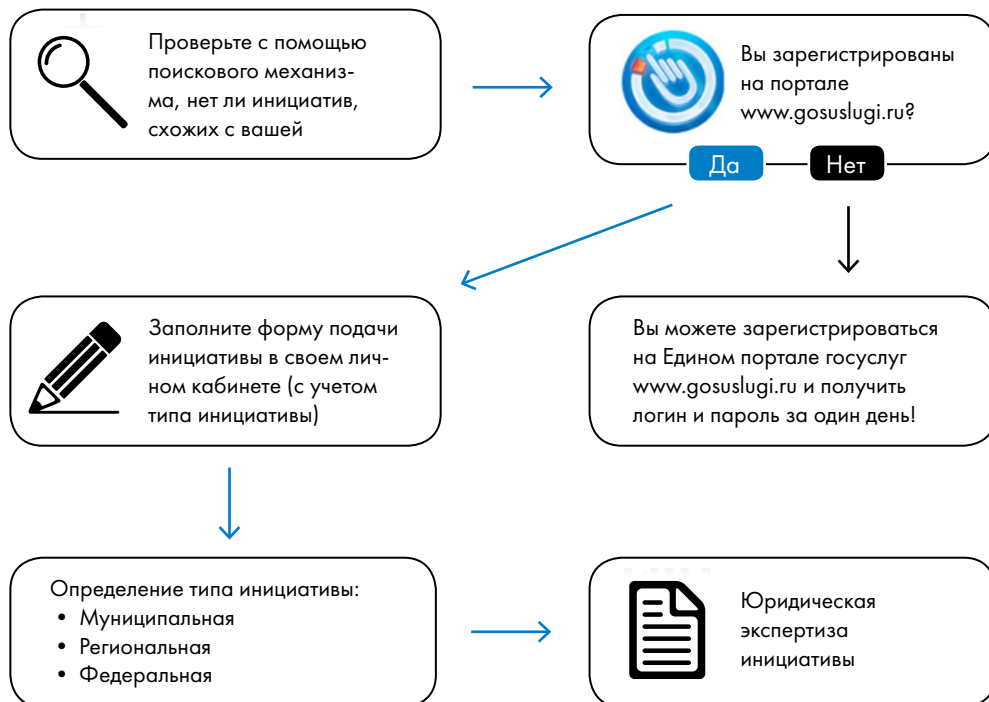 Проверьте с помощью
поискового механиз-
ма, нет ли инициатив,
схожих с вашей
Вы зарегистрированы
на портале
www.gosuslugi.ru?
Да
Нет
Заполните форму подачи
инициативы в своем лич-
ном кабинете (с учетом
типа инициативы)
Вы можете зарегистрироваться
на Едином портале госуслуг
www.gosuslugi.ru и получить
логин и пароль за один день!
Определение типа инициативы:
• Муниципальная
• Региональная
• Федеральная
Юридическая
экспертиза
инициативы